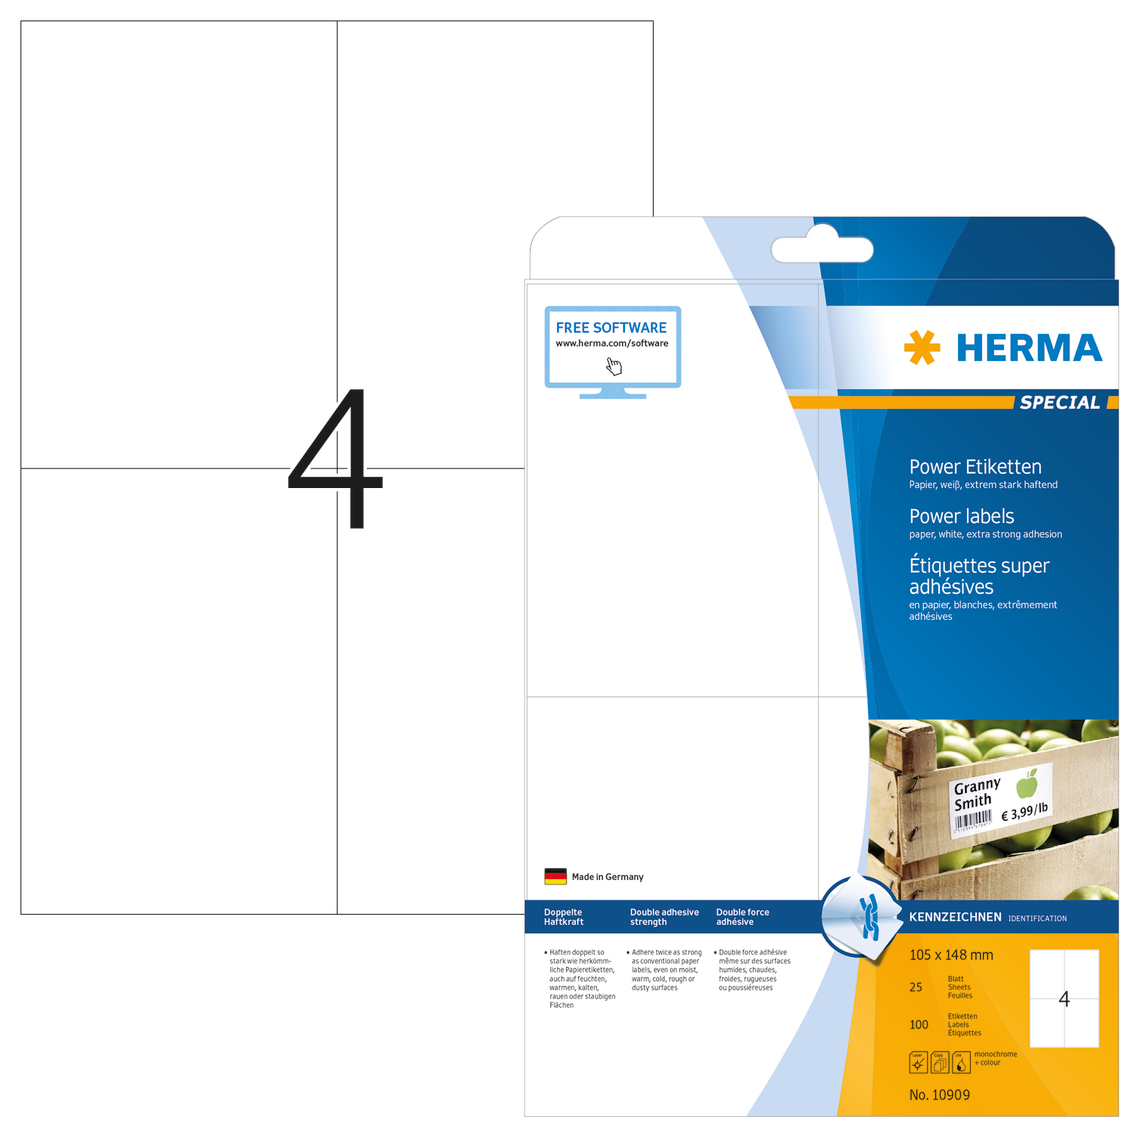 4
FREE SOFTWARE
www.herma.com/software
HERMA
SPECIAL
Power Etiketten
Papier, weiß, extrem stark haftend
Power labels
paper, white, extra strong adhesion
Étiquettes super
adhésives
en papier, blanches, extrêmement
adhésives
Granny
Smith
€ 3,99/lb
Made in Germany
Doppelte
Haftkraft
Double adhesive
strength
Double force
adhésive
KENNZEICHNEN IDENTIFICATION
• Haften doppelt so
stark wie herkömm-
liche Papieretiketten,
auch auf feuchten,
warmen, kalten,
rauen oder staubigen
Flächen
• Adhere twice as strong
as conventional paper
labels, even on moist,
warm, cold, rough or
dusty surfaces
• Double force adhésive
même sur des surfaces
humides, chaudes,
froides, rugueuses
ou poussiéreuses
105 x 148 mm
25
Blatt
Sheets
Feuilles
4
100
Etiketten
Labels
Étiquettes
Laser
Copy
Ink
monochrome
+ colour
No. 10909